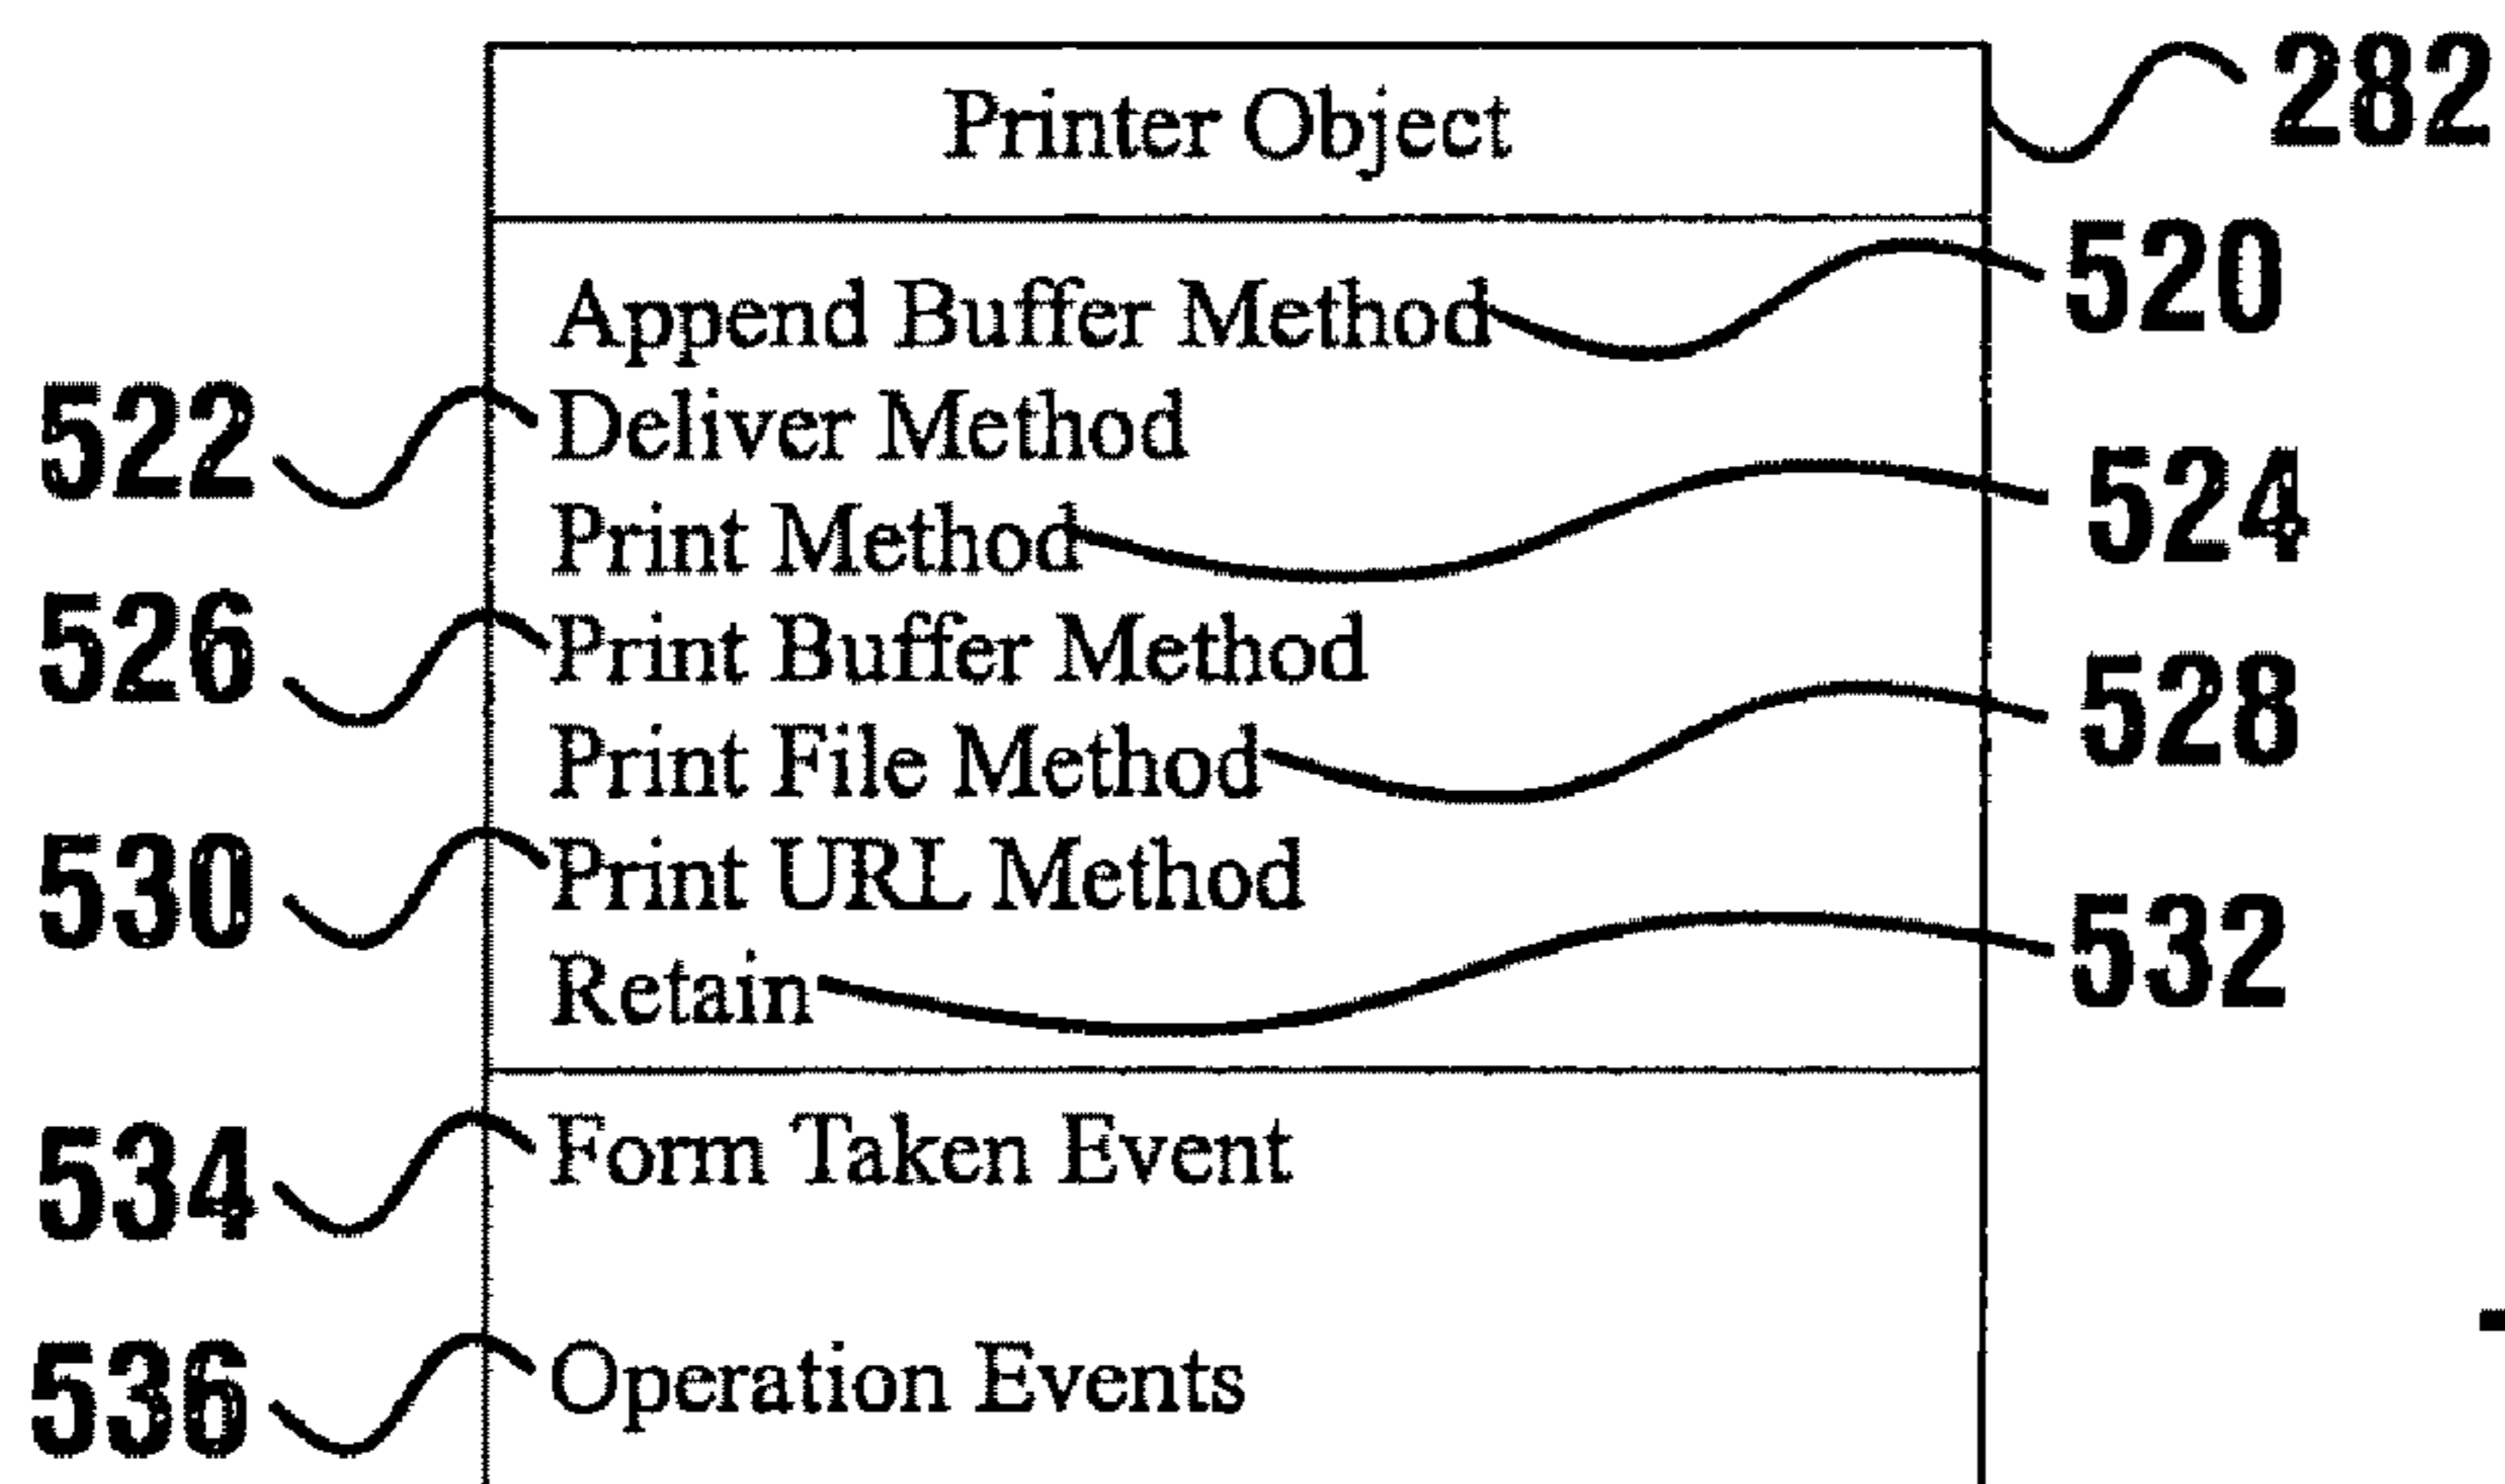 Printer Object 282
Append Buffer Method 520
522 Deliver Method
Print Method 524
526 Print Buffer Method
Print File Method 528
530 Print URL Method
Retain 532
534 Form Taken Event
536 Operation Events